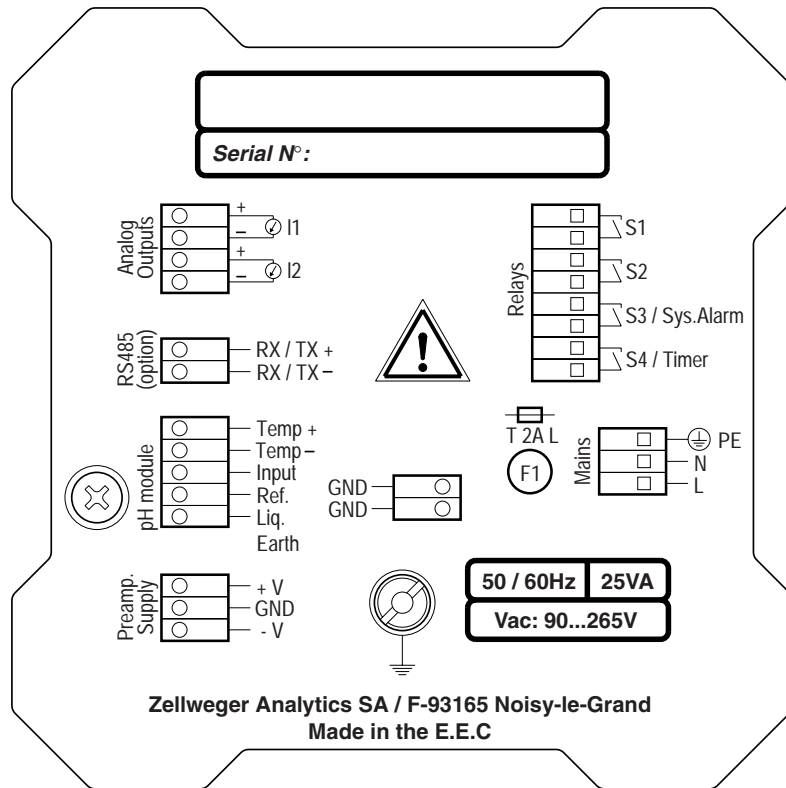 Serial N°:
Analog
Outputs
+
– I1
+
– I2
RS485
(option)
RX / TX +
RX / TX –
pH module
Temp +
Temp –
Input
Ref.
Liq.
Earth
Preamp.
Supply
+ V
GND
- V
GND
GND
Relays
S1
S2
S3 / Sys.Alarm
S4 / Timer
T 2A L
F1
Mains
PE
N
L
50 / 60Hz 25VA
Vac: 90...265V
Zellweger Analytics SA / F-93165 Noisy-le-Grand
Made in the E.E.C